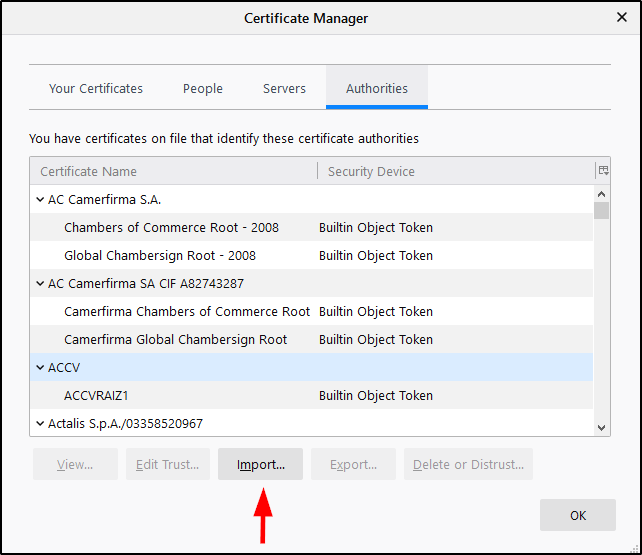 Certificate Manager
Your Certificates People Servers Authorities
You have certificates on file that identify these certificate authorities
Certificate Name Security Device
AC Camerfirma S.A.
Chambers of Commerce Root - 2008 Builtin Object Token
Global Chambersign Root - 2008 Builtin Object Token
AC Camerfirma SA CIF A82743287
Camerfirma Chambers of Commerce Root Builtin Object Token
Camerfirma Global Chambersign Root Builtin Object Token
ACCV
ACCVRAIZ1 Builtin Object Token
Actalis S.p.A./03358520967
View... Edit Trust... Import... Export... Delete or Distrust...
OK